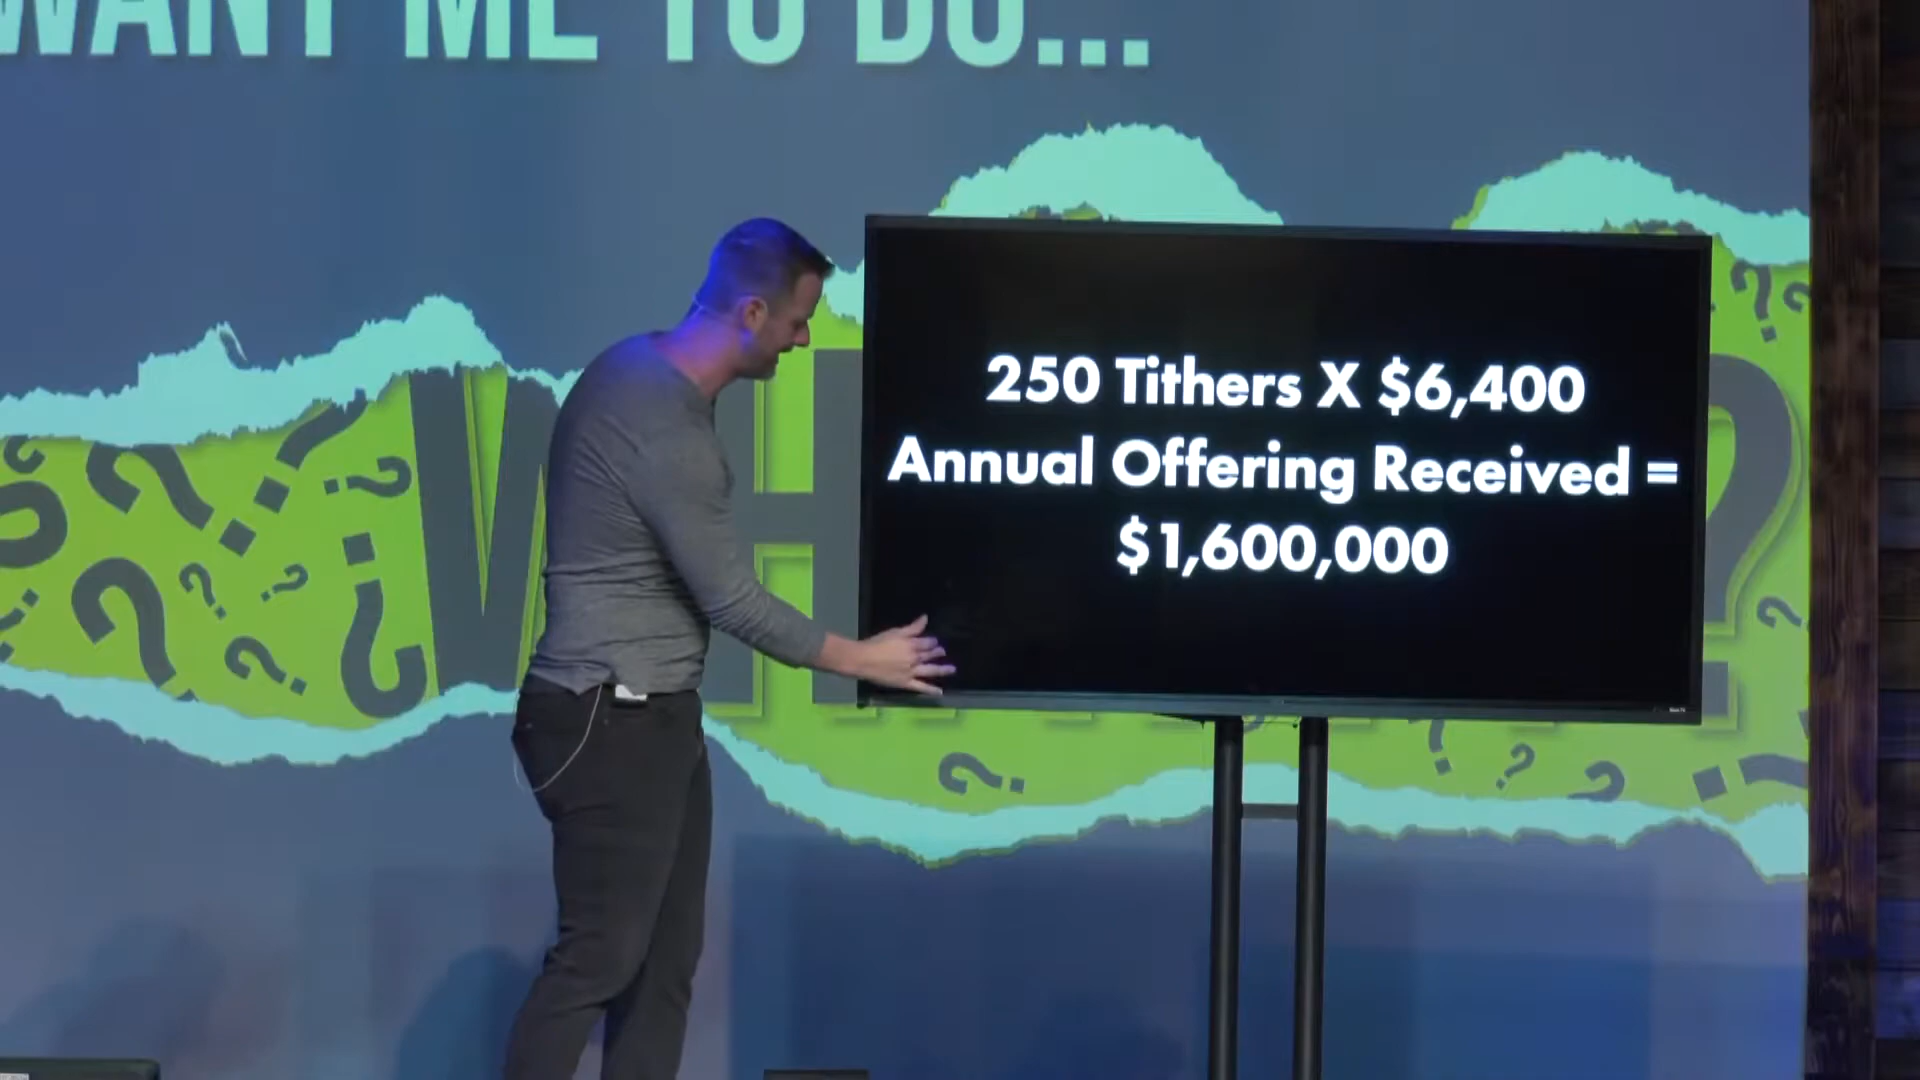 WANT ME TO DO...
250 Tithers X $6,400
Annual Offering Received =
$1,600,000